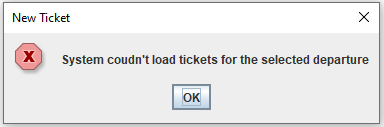 New Ticket
System coudn't load tickets for the selected departure
OK